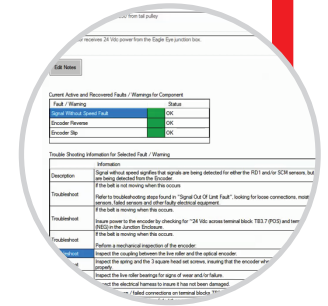 from tail pulley
receives 24 Vdc power from the Eagle Eye junction box.
Edit Notes
Current Active and Recovered Faults / Warnings for Component
Fault / Warning Status
Signal Without Speed Fault OK
Encoder Reverse OK
Encoder Slip OK
Trouble Shooting Information for Selected Fault / Warning
Information
Description Signal without speed signifies that signals are being detected for either the RD1 and/or SCM sensors, but
are being detected from the Encoder.
Troubleshoot If the belt is not moving when this occurs.
Refer to troubleshooting steps found in "Signal Out Of Limit Fault", looking for loose connections,
sensors, failed sensors and other faulty electrical equipment.
Troubleshoot If the belt is moving when this occurs.
Insure power to the encoder by checking for ~24 Vdc across terminal block TB3.7 (POS) and
(NEG) in the Junction Enclosure.
Troubleshoot If the belt is moving when this occurs.
Perform a mechanical inspection of the encoder.
Inspect the coupling between the live roller and the optical encoder.
Inspect the spring and the 3 square head set screws, insuring that the encoder
properly.
Inspect the live roller bearings for signs of wear and/or failure.
the electrical harness to insure it has not been damaged.
/ failed connections on terminal blocks